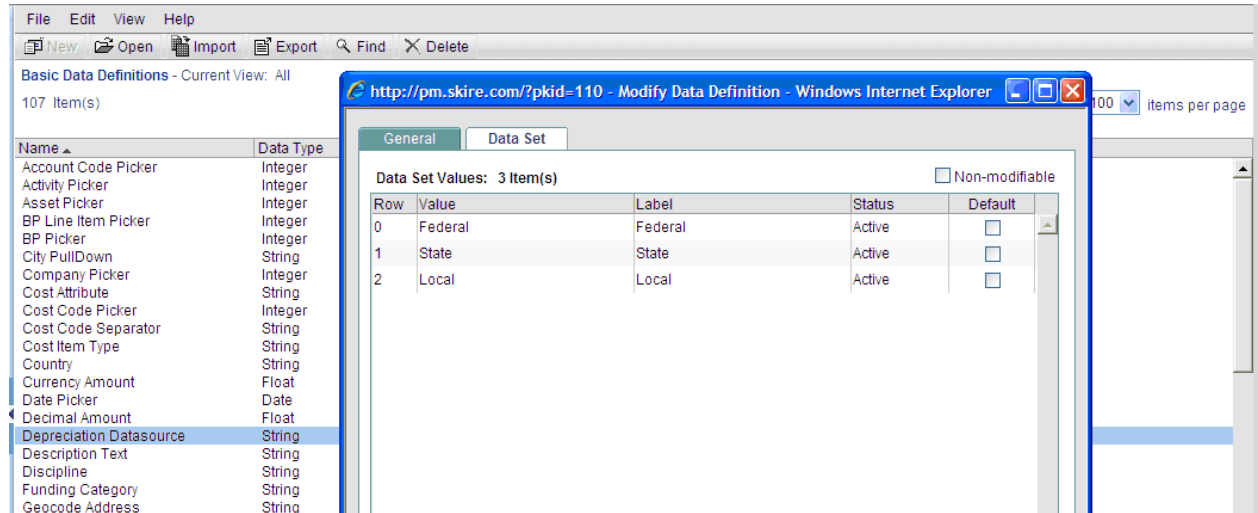 File Edit View Help
New Open Import Export Find Delete
Basic Data Definitions - Current View: All
107 Item(s)
100 items per page
Name Data Type
Account Code Picker Integer
Activity Picker Integer
Asset Picker Integer
BP Line Item Picker Integer
BP Picker Integer
City PullDown String
Company Picker Integer
Cost Attribute String
Cost Code Picker Integer
Cost Code Separator String
Cost Item Type String
Country String
Currency Amount Float
Date Picker Date
Decimal Amount Float
Depreciation Datasource String
Description Text String
Discipline String
Funding Category String
Geocode Address String
http://pm.skire.com/?pkid=110 - Modify Data Definition - Windows Internet Explorer
General Data Set
Data Set Values: 3 Item(s) Non-modifiable
Row Value Label Status Default
0 Federal Federal Active
1 State State Active
2 Local Local Active